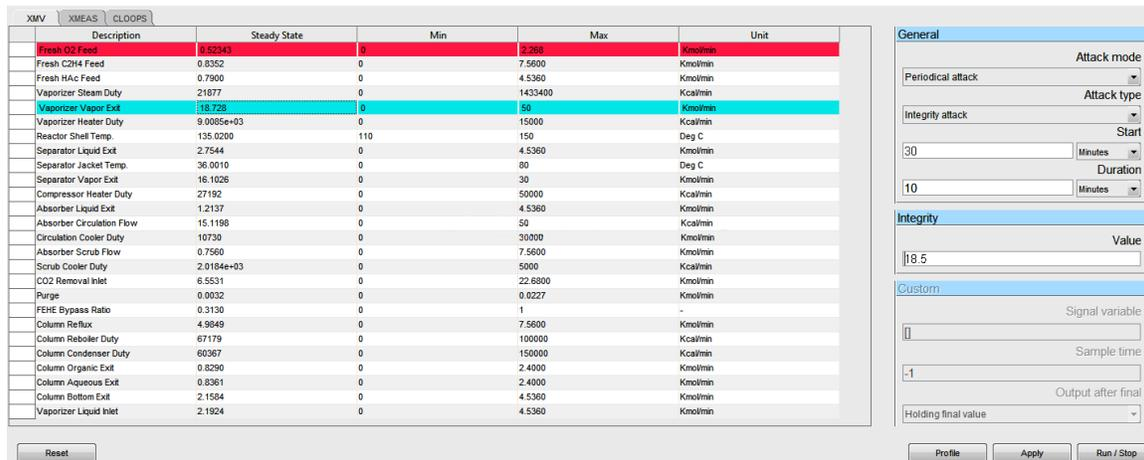 XMV XMEAS CLOOPS
Description Steady State Min Max Unit
Fresh O2 Feed 0.52343 0 2.268 Kmol/min
Fresh C2H4 Feed 0.8352 0 7.5600 Kmol/min
Fresh HAc Feed 0.7900 0 4.5360 Kmol/min
Vaporizer Steam Duty 21877 0 1433400 Kcal/min
Vaporizer Vapor Exit 18.728 0 50 Kmol/min
Vaporizer Heater Duty 9.0085e+03 0 15000 Kcal/min
Reactor Shell Temp. 135.0200 110 150 Deg C
Separator Liquid Exit 2.7544 0 4.5360 Kmol/min
Separator Jacket Temp. 36.0010 0 80 Deg C
Separator Vapor Exit 16.1026 0 30 Kmol/min
Compressor Heater Duty 27192 0 50000 Kcal/min
Absorber Liquid Exit 1.2137 0 4.5360 Kmol/min
Absorber Circulation Flow 15.1198 0 50 Kmol/min
Circulation Cooler Duty 10730 0 30000 Kcal/min
Absorber Scrub Flow 0.7560 0 7.5600 Kmol/min
Scrub Cooler Duty 2.0184e+03 0 5000 Kcal/min
CO2 Removal Inlet 6.5531 0 22.6800 Kmol/min
Purge 0.0032 0 0.0227 Kmol/min
FEHE Bypass Ratio 0.3130 0 1 -
Column Reflux 4.9849 0 7.5600 Kmol/min
Column Reboiler Duty 67179 0 100000 Kcal/min
Column Condenser Duty 60367 0 150000 Kcal/min
Column Organic Exit 0.8290 0 2.4000 Kmol/min
Column Aqueous Exit 0.8361 0 2.4000 Kmol/min
Column Bottom Exit 2.1584 0 4.5360 Kmol/min
Vaporizer Liquid Inlet 2.1924 0 4.5360 Kmol/min
Reset
General
Attack mode
Periodical attack
Attack type
Integrity attack
Start
30 Minutes
Duration
10 Minutes
Integrity
Value
18.5
Custom
Signal variable
[]
Sample time
-1
Output after final
Holding final value
Profile Apply Run / Stop